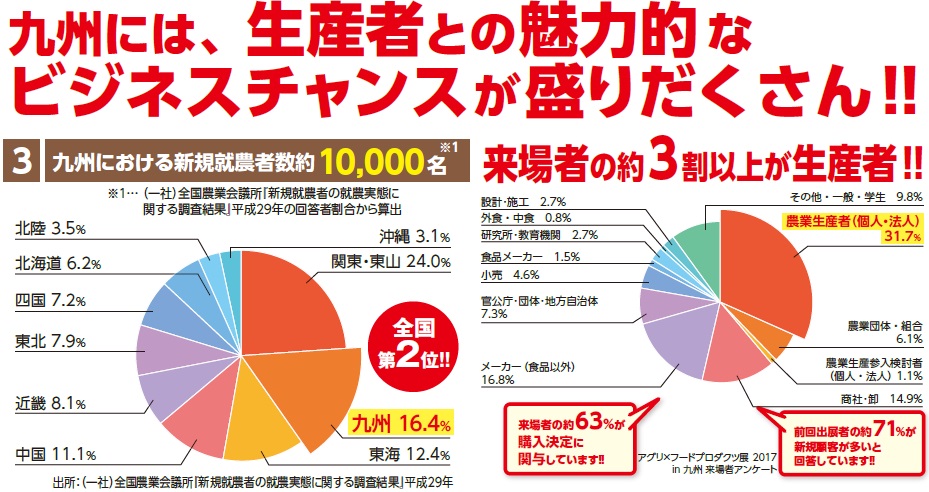 九州には、生産者との魅力的な
ビジネスチャンスが盛りだくさん!!
3 九州における新規就農者数約10,000名※1
※1… (一社)全国農業会議所『新規就農者の就農実態に
関する調査結果』平成29年の回答者割合から算出
北陸 3.5%
北海道 6.2%
四国 7.2%
東北 7.9%
近畿 8.1%
中国 11.1%
沖縄 3.1%
関東・東山 24.0%
全国
第2位!!
九州 16.4%
東海 12.4%
出所:(一社)全国農業会議所『新規就農者の就農実態に関する調査結果』平成29年
来場者の約3割以上が生産者!!
設計・施工 2.7%
外食・中食 0.8%
研究所・教育機関 2.7%
食品メーカー 1.5%
小売 4.6%
官公庁・団体・地方自治体
7.3%
メーカー(食品以外)
16.8%
その他・一般・学生 9.8%
農業生産者(個人・法人)
31.7%
農業団体・組合
6.1%
農業生産参入検討者
(個人・法人) 1.1%
商社・卸 14.9%
来場者の約63%が
購入決定に
関与しています!!
前回出展者の約71%が
新規顧客が多いと
回答しています!!
アグリ×フードプロダクツ展 2017
in 九州 来場者アンケート